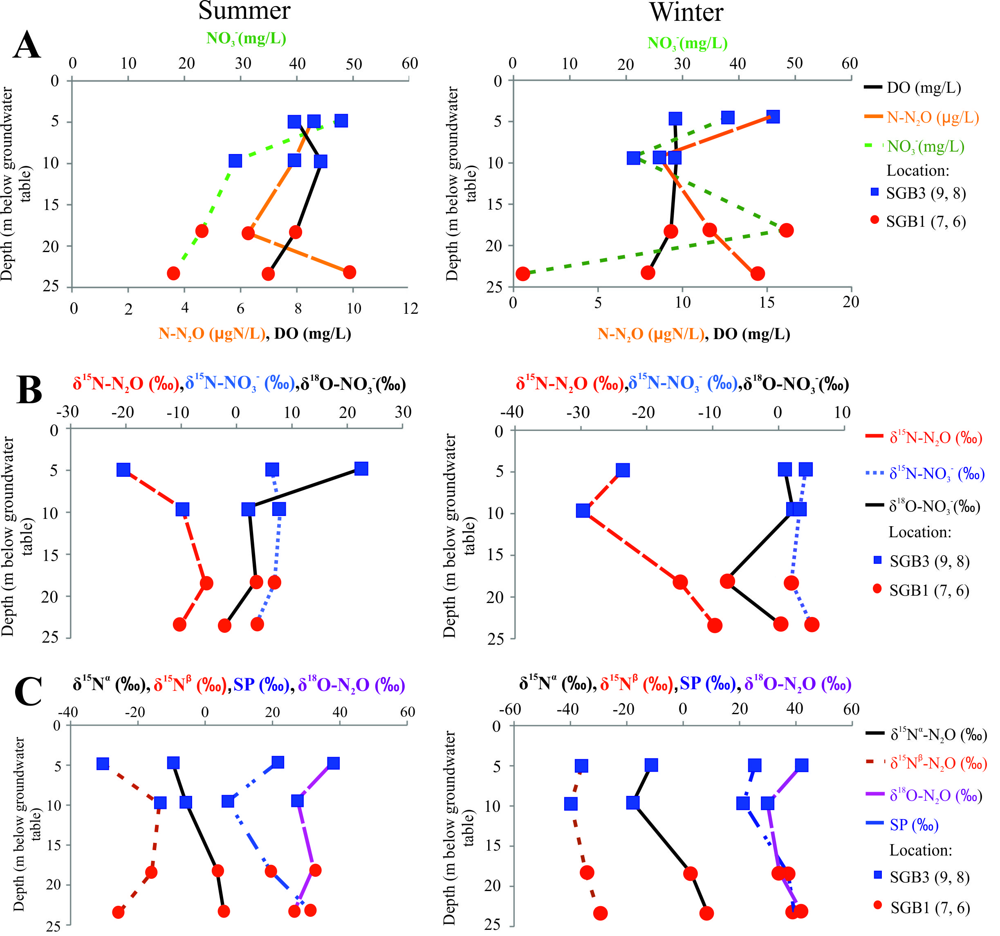 Summer
Winter
A
NO₃⁻(mg/L)
NO₃⁻(mg/L)
0 10 20 30 40 50 60
0 10 20 30 40 50 60
Depth (m below groundwater
table)
0
5
10
15
20
25
Depth (m below groundwater
table)
0
5
10
15
20
25
0 2 4 6 8 10 12
0 5 10 15 20
N-N₂O (µgN/L), DO (mg/L)
N-N₂O (µgN/L), DO (mg/L)
DO (mg/L)
N-N₂O (µg/L)
NO₃⁻(mg/L)
Location:
SGB3 (9, 8)
SGB1 (7, 6)
B
δ¹⁵N-N₂O (‰),δ¹⁵N-NO₃⁻ (‰),δ¹⁸O-NO₃⁻(‰)
δ¹⁵N-N₂O (‰),δ¹⁵N-NO₃⁻ (‰),δ¹⁸O-NO₃⁻(‰)
-30 -20 -10 0 10 20 30
-40 -30 -20 -10 0 10
Depth (m below groundwater
table)
0
5
10
15
20
25
Depth (m below groundwater
table)
0
5
10
15
20
25
δ¹⁵N-N₂O (‰)
δ¹⁵N-NO₃⁻ (‰)
δ¹⁸O-NO₃⁻(‰)
Location:
SGB3 (9, 8)
SGB1 (7, 6)
C
δ¹⁵Nᵅ (‰), δ¹⁵Nᵝ (‰), SP (‰), δ¹⁸O-N₂O (‰)
δ¹⁵Nᵅ (‰), δ¹⁵Nᵝ (‰), SP (‰), δ¹⁸O-N₂O (‰)
-40 -20 0 20 40 60
-60 -40 -20 0 20 40 60
Depth (m below groundwater
table)
0
5
10
15
20
25
Depth (m below groundwater
table)
0
5
10
15
20
25
δ¹⁵Nᵅ-N₂O (‰)
δ¹⁵Nᵝ-N₂O (‰)
δ¹⁸O-N₂O (‰)
SP (‰)
Location:
SGB3 (9, 8)
SGB1 (7, 6)